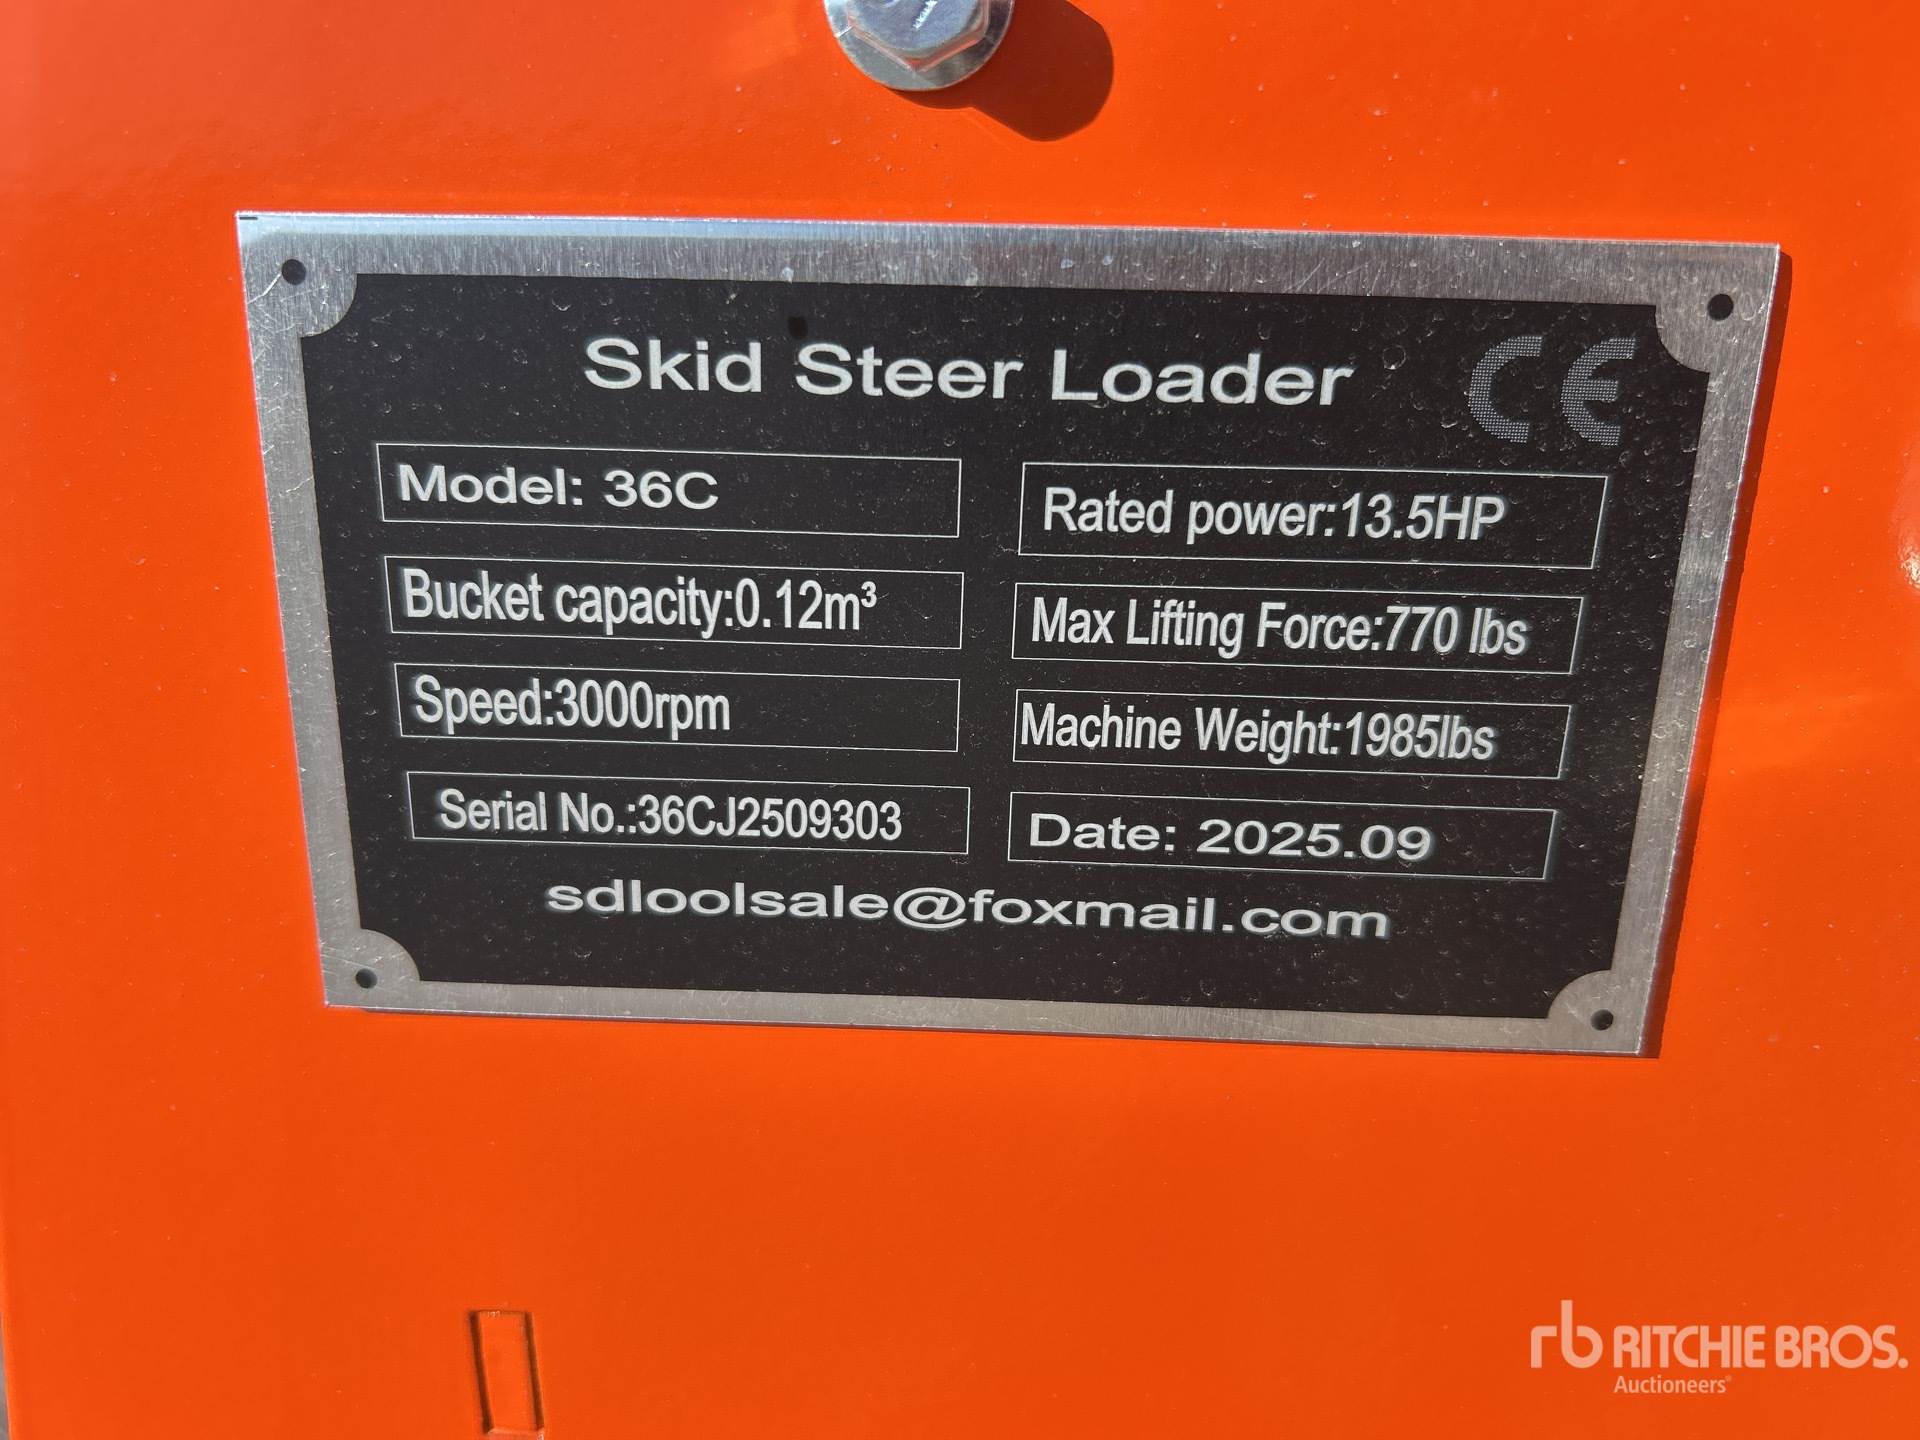 Skid Steer Loader CE
Model: 36C
Rated power:13.5HP
Bucket capacity:0.12m³
Max Lifting Force:770 lbs
Speed:3000rpm
Machine Weight:1985lbs
Serial No.:36CJ2509303
Date: 2025.09
sdloolsale@foxmail.com
rb RITCHIE BROS.
Auctioneers®